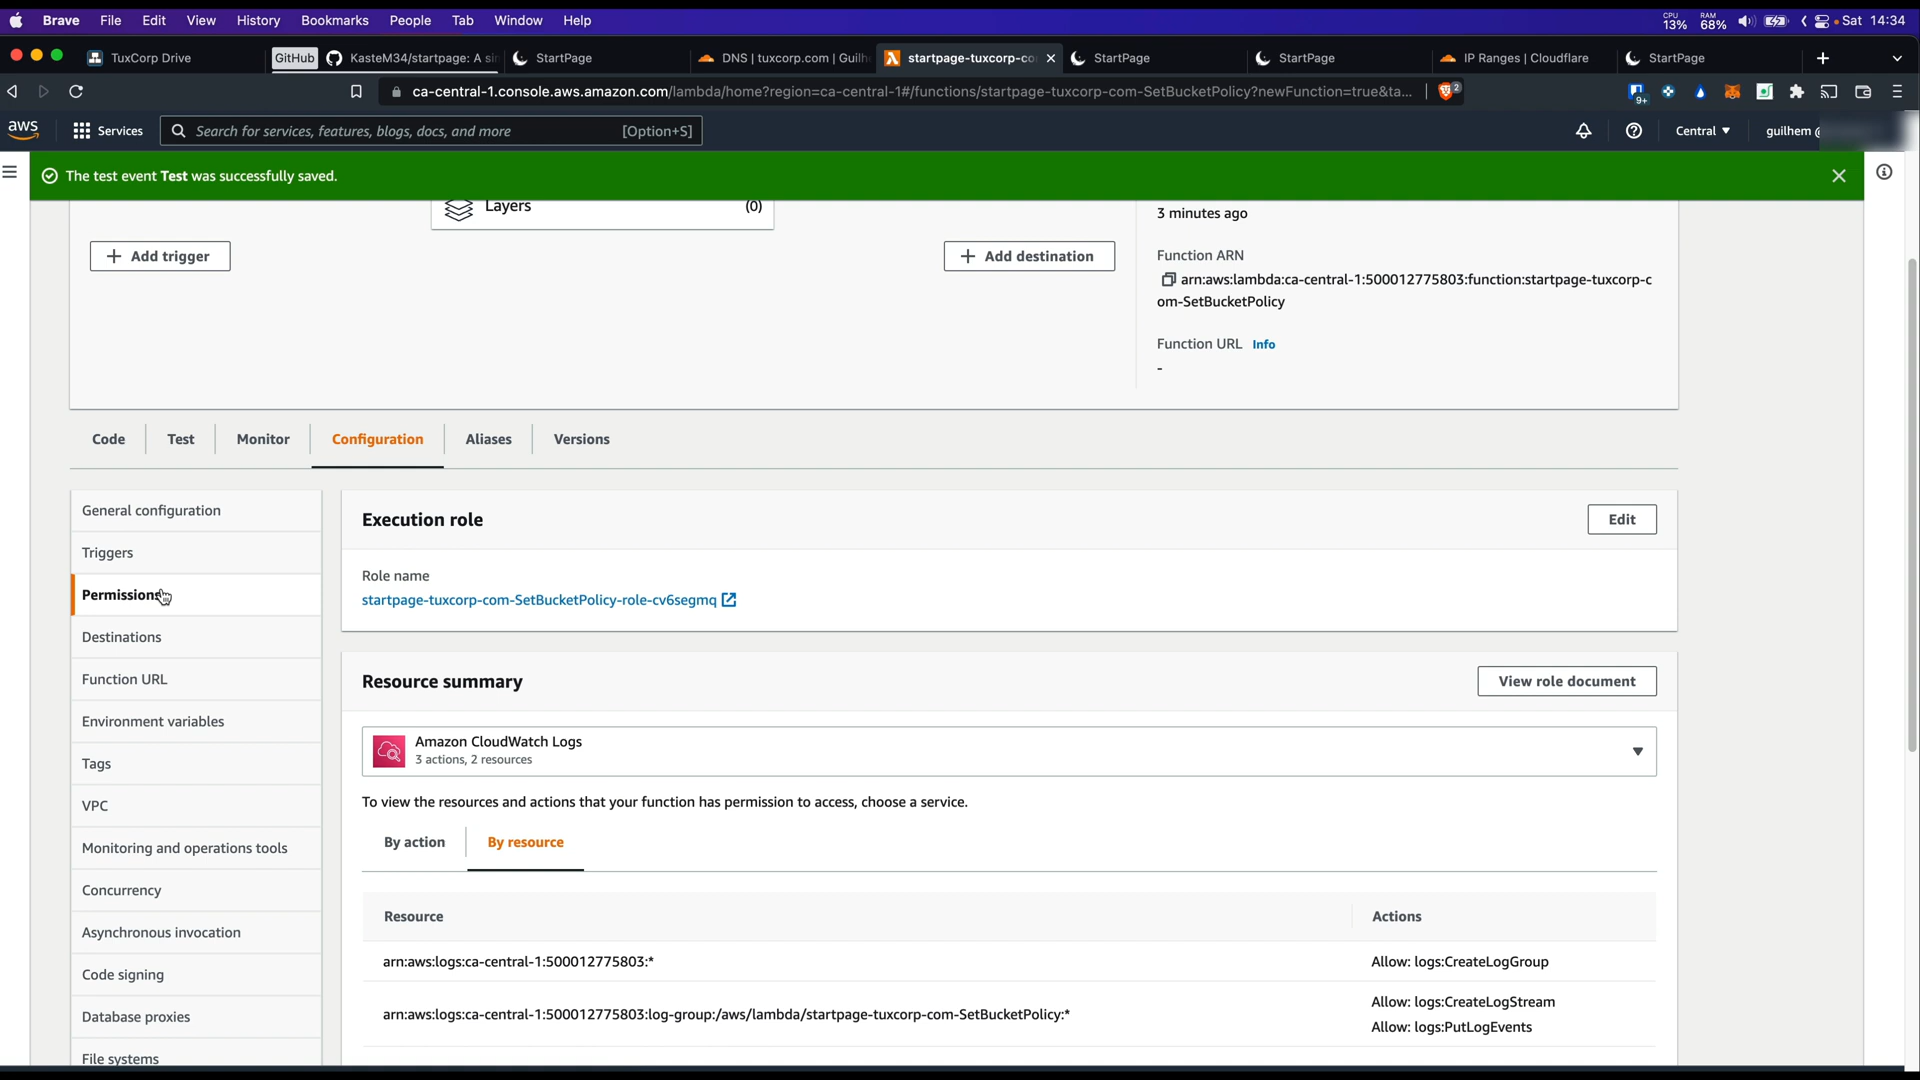 Brave File Edit View History Bookmarks People Tab Window Help CPU 13% RAM 68% Sat 14:34
TuxCorp Drive GitHub KasteM34/startpage: A si StartPage DNS | tuxcorp.com | Guilh startpage-tuxcorp-co StartPage StartPage IP Ranges | Cloudflare StartPage
ca-central-1.console.aws.amazon.com/lambda/home?region=ca-central-1#/functions/startpage-tuxcorp-com-SetBucketPolicy?newFunction=true&ta... 2 9+
aws Services Search for services, features, blogs, docs, and more [Option+S] Central guilhem @
The test event Test was successfully saved.
Layers (0)
3 minutes ago
Add trigger
Add destination
Function ARN
arn:aws:lambda:ca-central-1:500012775803:function:startpage-tuxcorp-c
om-SetBucketPolicy
Function URL Info
-
Code Test Monitor Configuration Aliases Versions
General configuration
Triggers
Permissions
Destinations
Function URL
Environment variables
Tags
VPC
Monitoring and operations tools
Concurrency
Asynchronous invocation
Code signing
Database proxies
File systems
Execution role Edit
Role name
startpage-tuxcorp-com-SetBucketPolicy-role-cv6segmq
Resource summary View role document
Amazon CloudWatch Logs
3 actions, 2 resources
To view the resources and actions that your function has permission to access, choose a service.
By action By resource
Resource Actions
arn:aws:logs:ca-central-1:500012775803:* Allow: logs:CreateLogGroup
arn:aws:logs:ca-central-1:500012775803:log-group:/aws/lambda/startpage-tuxcorp-com-SetBucketPolicy:* Allow: logs:CreateLogStream
Allow: logs:PutLogEvents